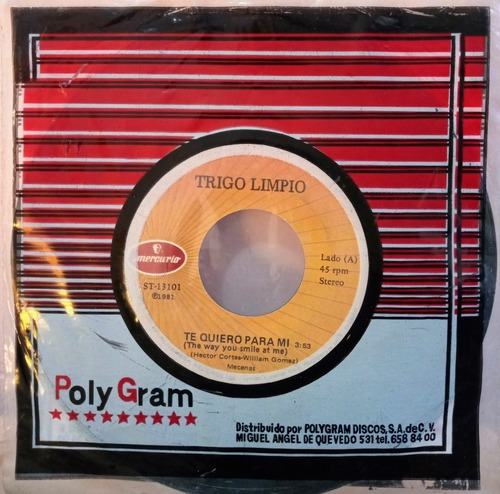 TRIGO LIMPIO
mercurio
Lado (A)
45 rpm
Stereo
ST-13101
℗1981
TE QUIERO PARA MI 3:53
(The way you smile at me)
(Hector Cortes-William Gomez)
Mecenas
PolyGram
Distribuido por POLYGRAM DISCOS, S.A. de C.V.
MIGUEL ANGEL DE QUEVEDO 531 tel. 658 84 00